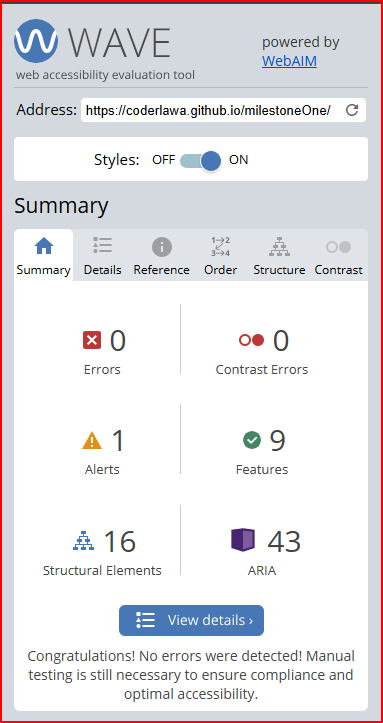 WAVE
web accessibility evaluation tool
powered by
WebAIM
Address: https://coderlawa.github.io/milestoneOne/
Styles: OFF ON
Summary
Summary Details Reference Order Structure Contrast
0
Errors
0
Contrast Errors
1
Alerts
9
Features
16
Structural Elements
43
ARIA
View details ›
Congratulations! No errors were detected! Manual
testing is still necessary to ensure compliance and
optimal accessibility.